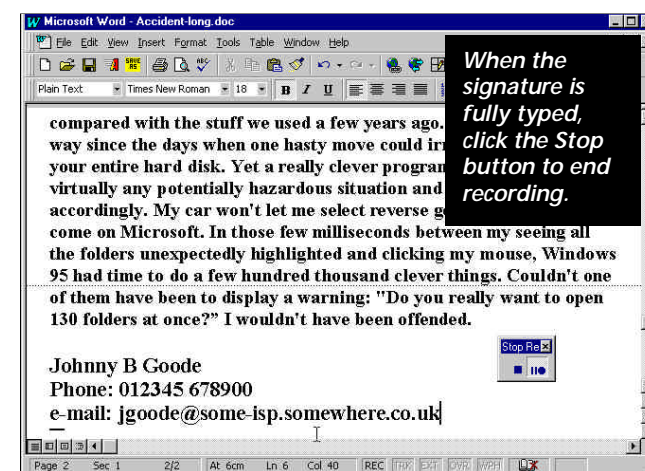 Microsoft Word - Accident-long.doc
File Edit View Insert Format Tools Table Window Help
Plain Text Times New Roman 18 B I U
When the
signature is
fully typed,
click the Stop
button to end
recording.
compared with the stuff we used a few years ago.
way since the days when one hasty move could
your entire hard disk. Yet a really clever
virtually any potentially hazardous situation and
accordingly. My car won't let me select reverse
come on Microsoft. In those few milliseconds between my seeing all
the folders unexpectedly highlighted and clicking my mouse, Windows
95 had time to do a few hundred thousand clever things. Couldn't one
of them have been to display a warning: "Do you really want to open
130 folders at once?" I wouldn't have been offended.
Stop Re
Johnny B Goode
Phone: 012345 678900
e-mail: jgoode@some-isp.somewhere.co.uk
Page 2 Sec 1 2/2 At 6cm Ln 6 Col 40 REC TRK EXT OVR WPH